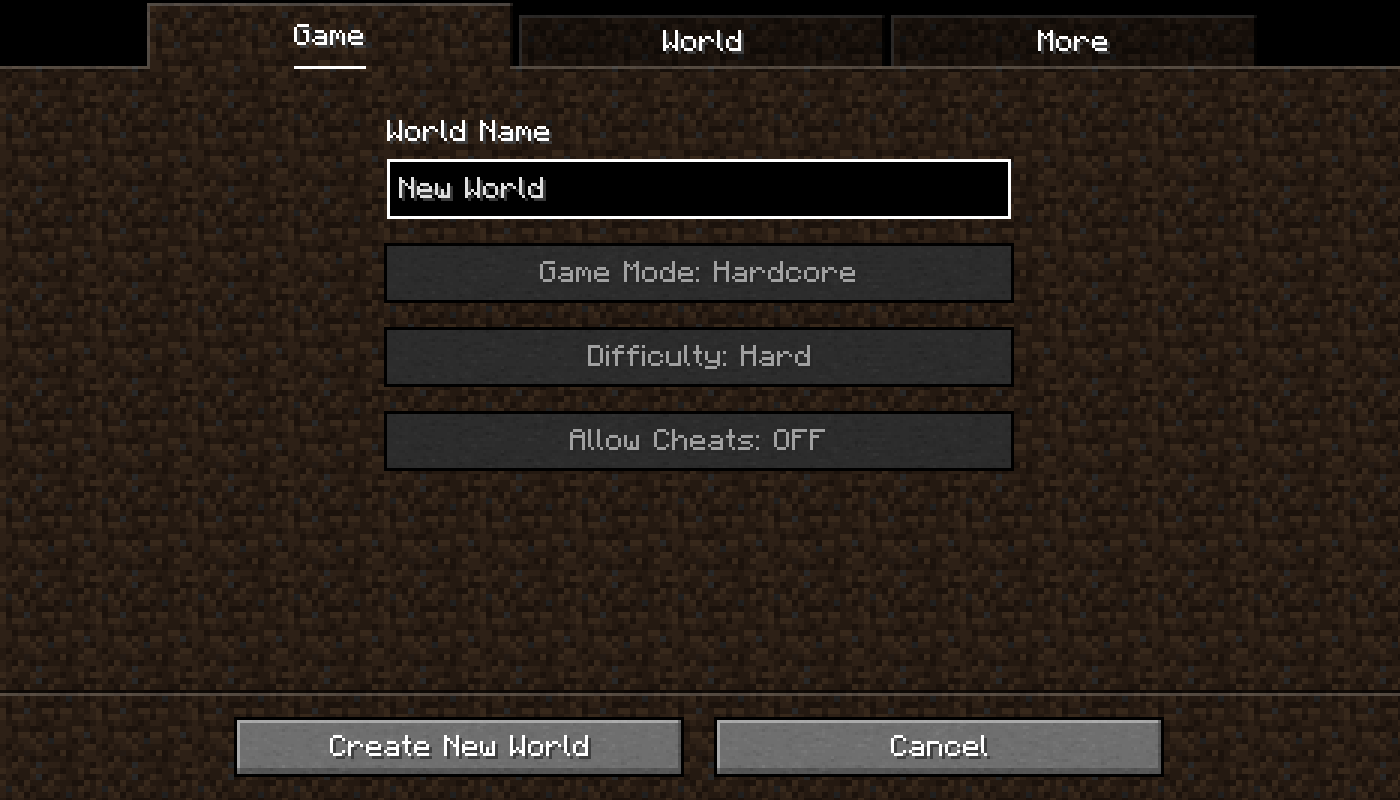 Game
World
More
World Name
New World
Game Mode: Hardcore
Difficulty: Hard
Allow Cheats: OFF
Create New World
Cancel